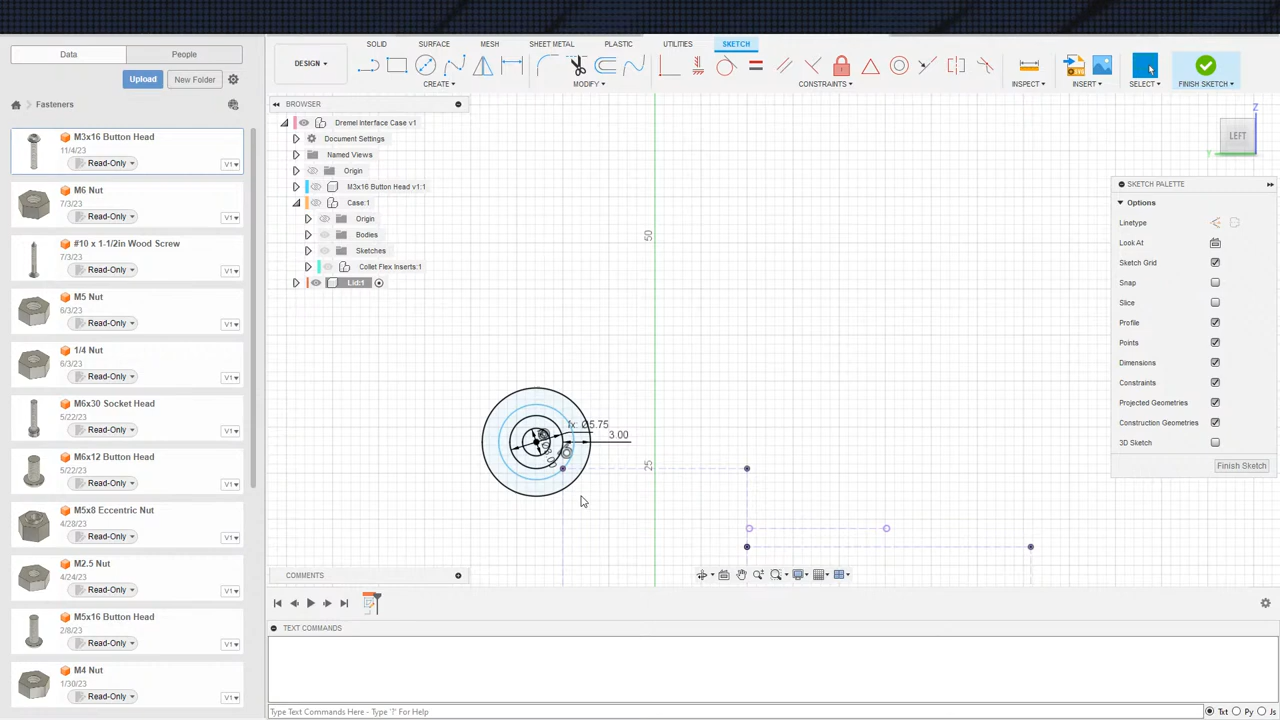 SOLID
SURFACE
MESH
SHEET METAL
PLASTIC
UTILITIES
SKETCH
DESIGN
CREATE
MODIFY
CONSTRAINTS
INSPECT
INSERT
SELECT
FINISH SKETCH
Data
People
Upload
New Folder
Fasteners
M3x16 Button Head
11/4/23
Read-Only
V1
M6 Nut
7/3/23
Read-Only
V1
#10 x 1-1/2in Wood Screw
7/3/23
Read-Only
V1
M5 Nut
6/3/23
Read-Only
V1
1/4 Nut
6/3/23
Read-Only
V1
M6x30 Socket Head
5/22/23
Read-Only
V1
M6x12 Button Head
5/22/23
Read-Only
V1
M5x8 Eccentric Nut
4/28/23
Read-Only
V1
M2.5 Nut
4/24/23
Read-Only
V1
M5x16 Button Head
2/8/23
Read-Only
V1
M4 Nut
1/30/23
Read-Only
V1
BROWSER
Dremel Interface Case v1
Document Settings
Named Views
Origin
M3x16 Button Head v1:1
Case:1
Origin
Bodies
Sketches
Collet Flex Inserts:1
Lid:1
50
25
fx: Ø5.75
3.00
Z
LEFT
Y
SKETCH PALETTE
Options
Linetype
Look At
Sketch Grid
Snap
Slice
Profile
Points
Dimensions
Constraints
Projected Geometries
Construction Geometries
3D Sketch
Finish Sketch
COMMENTS
TEXT COMMANDS
Type Text Commands Here - Type '?' For Help
Txt
Py
Js